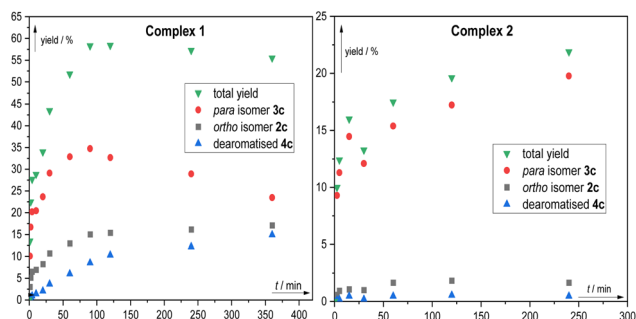 Complex 1
yield / %
total yield
para isomer 3c
ortho isomer 2c
dearomatised 4c
t / min
65
60
55
50
45
40
35
30
25
20
15
10
5
0
0 50 100 150 200 250 300 350 400
Complex 2
yield / %
total yield
para isomer 3c
ortho isomer 2c
dearomatised 4c
t / min
25
20
15
10
5
0
0 50 100 150 200 250 300